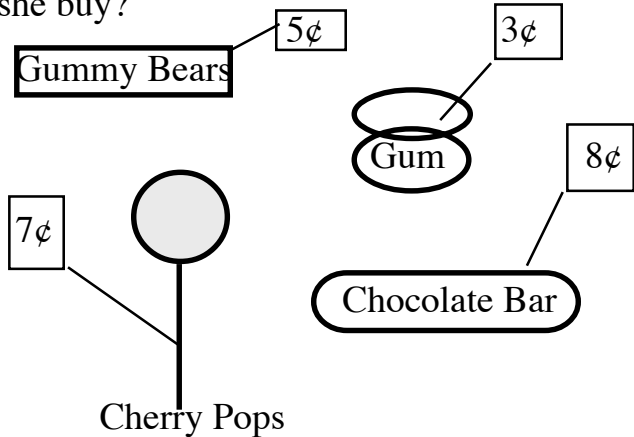 she buy?
5¢
3¢
Gummy Bears
Gum
8¢
7¢
Chocolate Bar
Cherry Pops